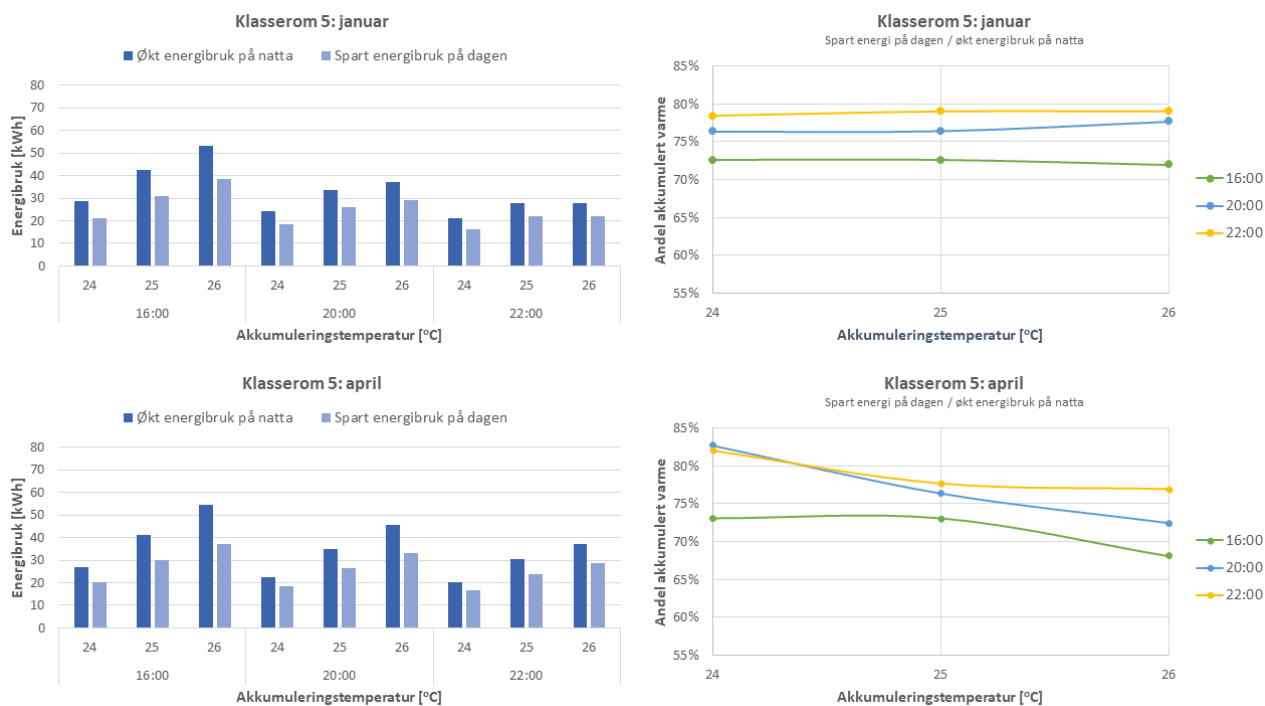 Klasserom 5: januar
Økt energibruk på natta Spart energibruk på dagen
Energibruk [kWh]
80
70
60
50
40
30
20
10
0
24 25 26 24 25 26 24 25 26
16:00 20:00 22:00
Akkumuleringstemperatur [°C]
Klasserom 5: januar
Spart energi på dagen / økt energibruk på natta
Andel akkumulert varme
85%
80%
75%
70%
65%
60%
55%
24 25 26
Akkumuleringstemperatur [°C]
16:00
20:00
22:00
Klasserom 5: april
Økt energibruk på natta Spart energibruk på dagen
Energibruk [kWh]
80
70
60
50
40
30
20
10
0
24 25 26 24 25 26 24 25 26
16:00 20:00 22:00
Akkumuleringstemperatur [°C]
Klasserom 5: april
Spart energi på dagen / økt energibruk på natta
Andel akkumulert varme
85%
80%
75%
70%
65%
60%
55%
24 25 26
Akkumuleringstemperatur [°C]
16:00
20:00
22:00